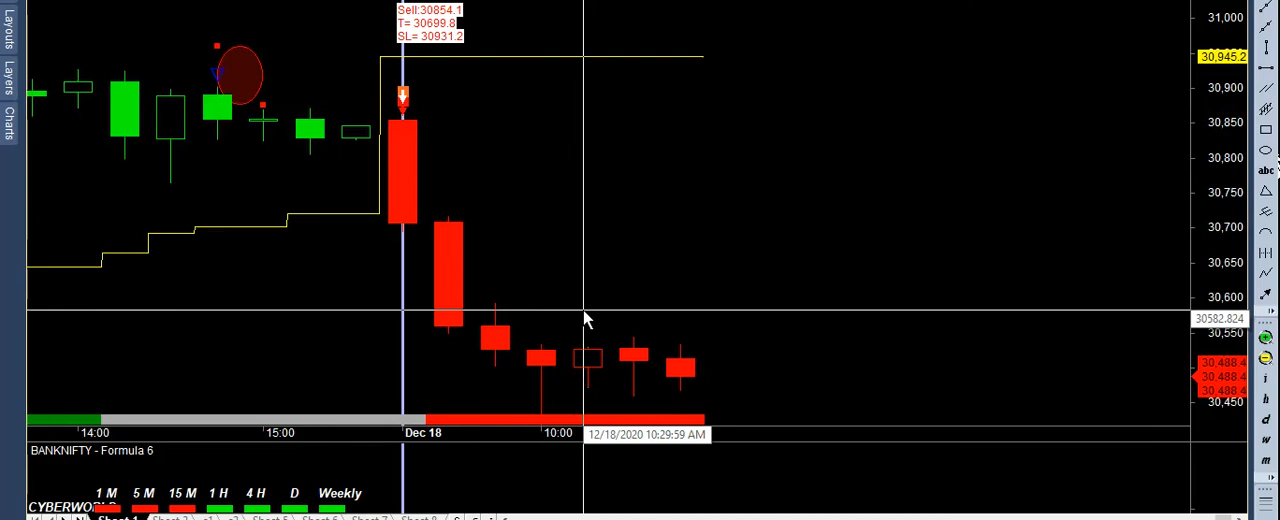 Layouts
Layers
Charts
Sell:30854.1
T= 30699.8
SL= 30931.2
31,000
30,945.2
30,900
30,850
30,800
30,750
30,700
30,650
30,600
30582.824
30,550
30,488.4
30,488.4
30,488.4
30,450
abc
i
h
d
w
m
14:00
15:00
Dec 18
10:00
12/18/2020 10:29:59 AM
BANKNIFTY - Formula 6
1 M 5 M 15 M 1 H 4 H D Weekly
Sheet 1